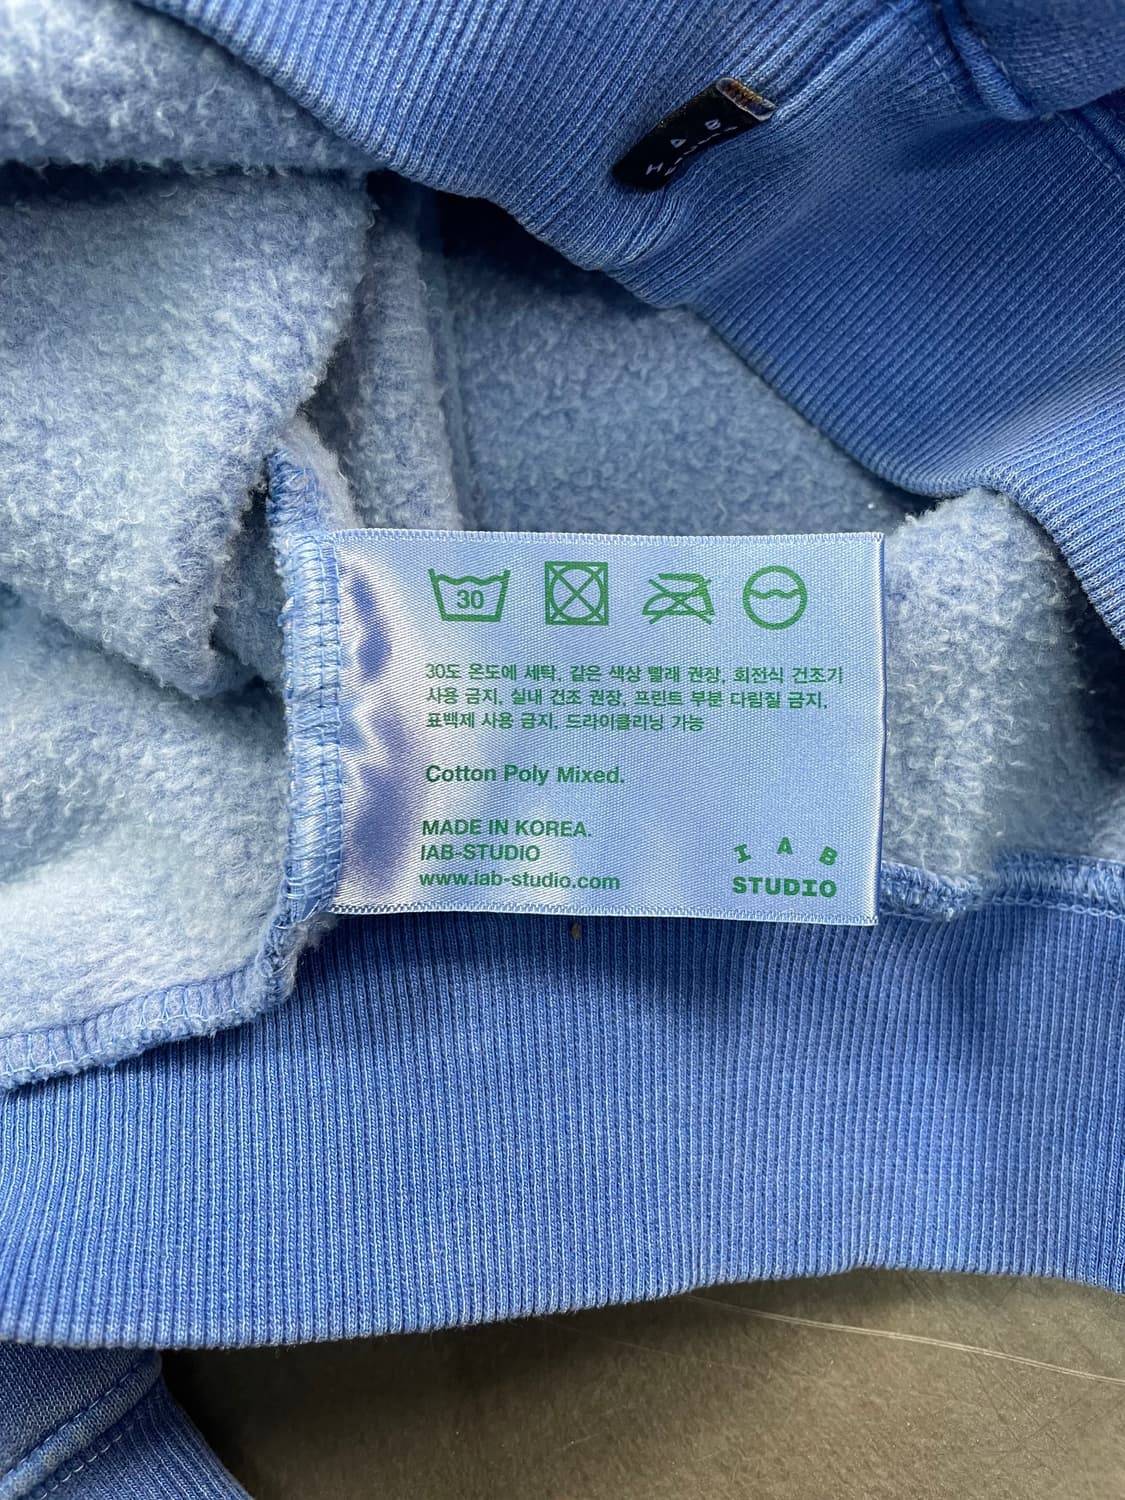 30
30도 온도에 세탁, 같은 색상 빨래 권장, 회전식 건조기
사용 금지, 실내 건조 권장, 프린트 부분 다림질 금지,
표백제 사용 금지, 드라이클리닝 가능
Cotton Poly Mixed.
MADE IN KOREA.
IAB-STUDIO
www.iab-studio.com
I A B
STUDIO